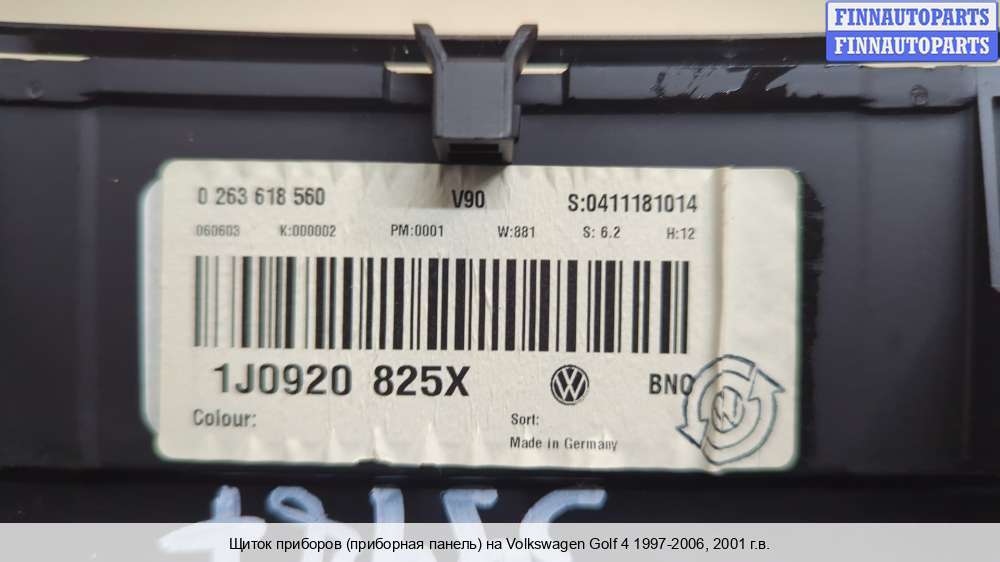 FINNAUTOPARTS
FINNAUTOPARTS
0 263 618 560 V90 S:0411181014
060603 K:000002 PM:0001 W:881 S: 6.2 H:12
1J0920 825X BNO
Colour: Sort:
Made in Germany
Щиток приборов (приборная панель) на Volkswagen Golf 4 1997-2006, 2001 г.в.